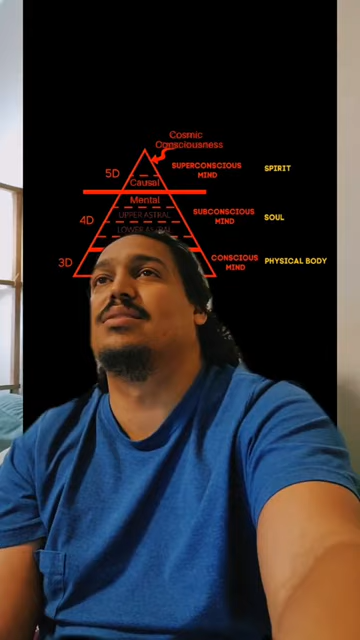 Cosmic
Consciousness
5D
SUPERCONSCIOUS
MIND
SPIRIT
Causal
Mental
4D
UPPER ASTRAL
SUBCONSCIOUS
MIND
SOUL
LOWER ASTRAL
3D
CONSCIOUS
MIND
PHYSICAL BODY